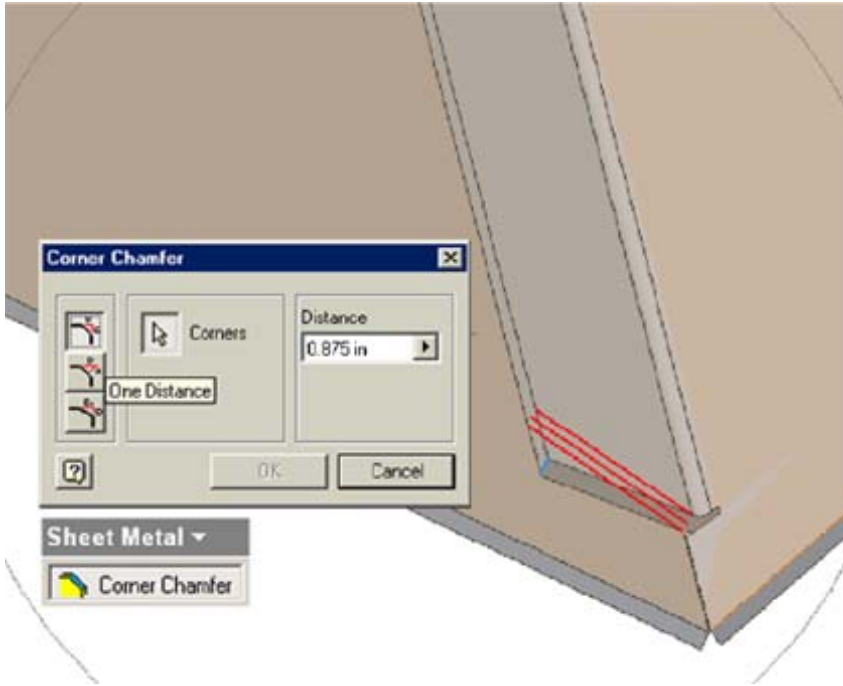 Corner Chamfer
Corners
Distance
0.875 in
One Distance
OK
Cancel
Sheet Metal
Corner Chamfer